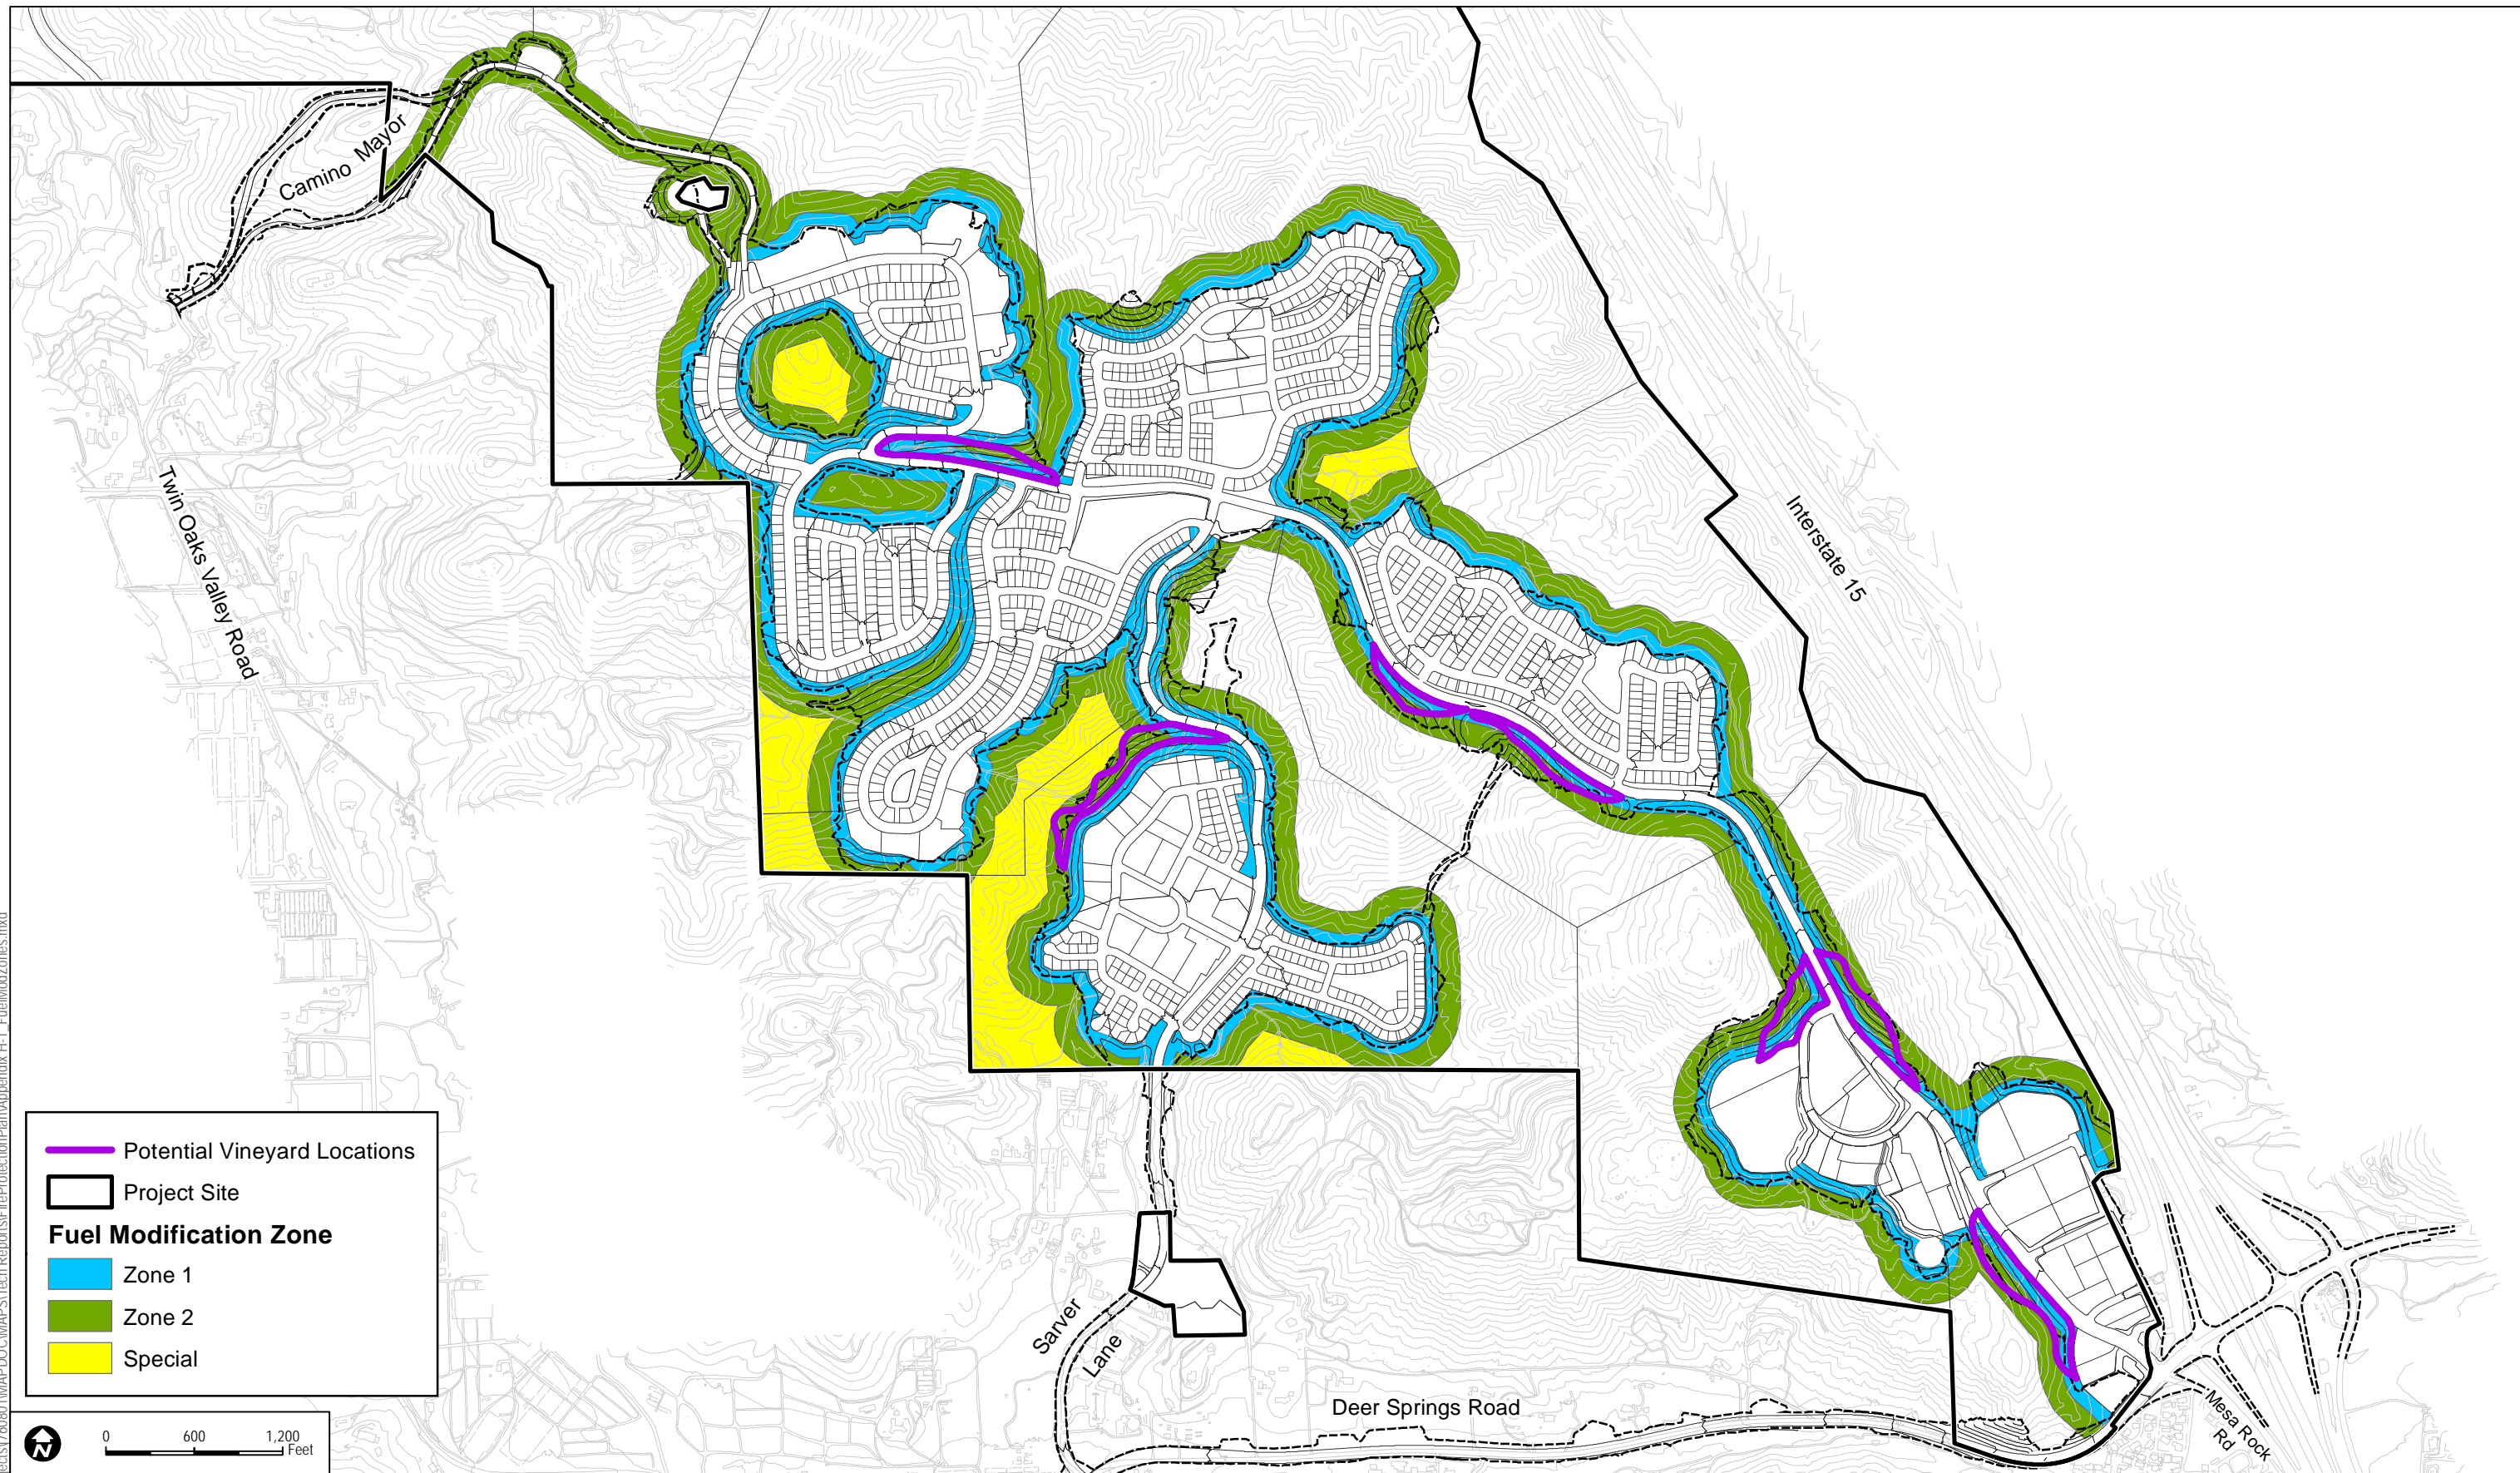 Camino Mayor
Twin Oaks Valley Road
Interstate 15
Potential Vineyard Locations
Project Site
Fuel Modification Zone
Zone 1
Zone 2
Special
Sarver
Lane
Deer Springs Road
Mesa Rock
Rd
N
0 600 1,200
Feet